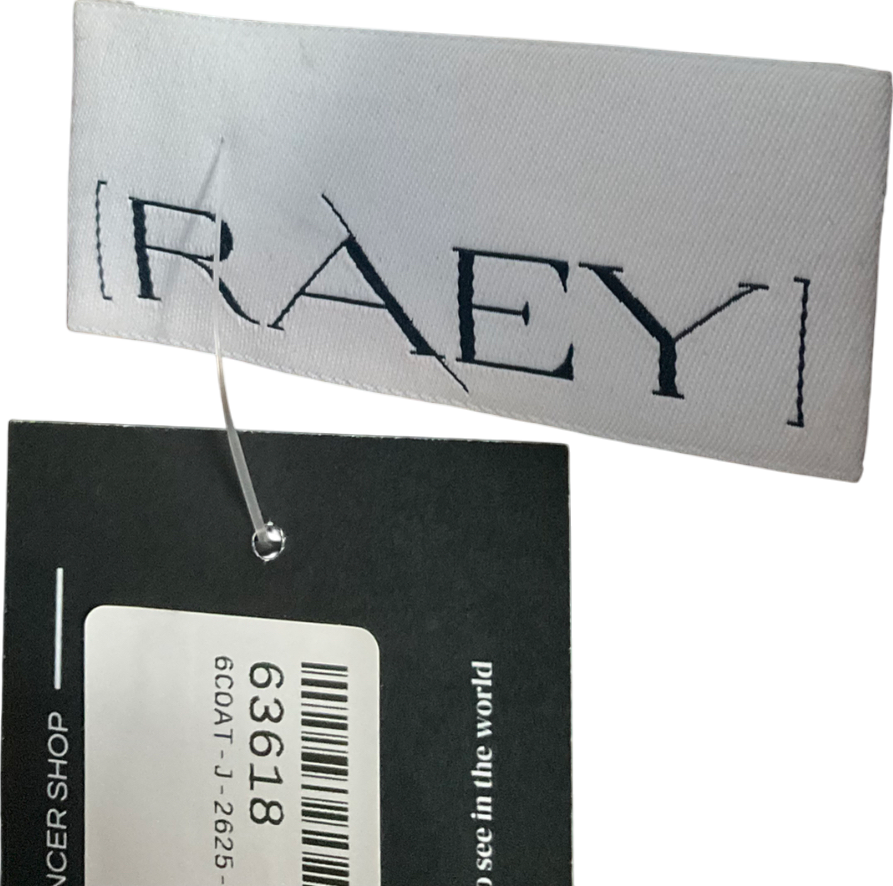 [RAEY]
NCER SHOP
63618
6COAT-J-2625-
o see in the world